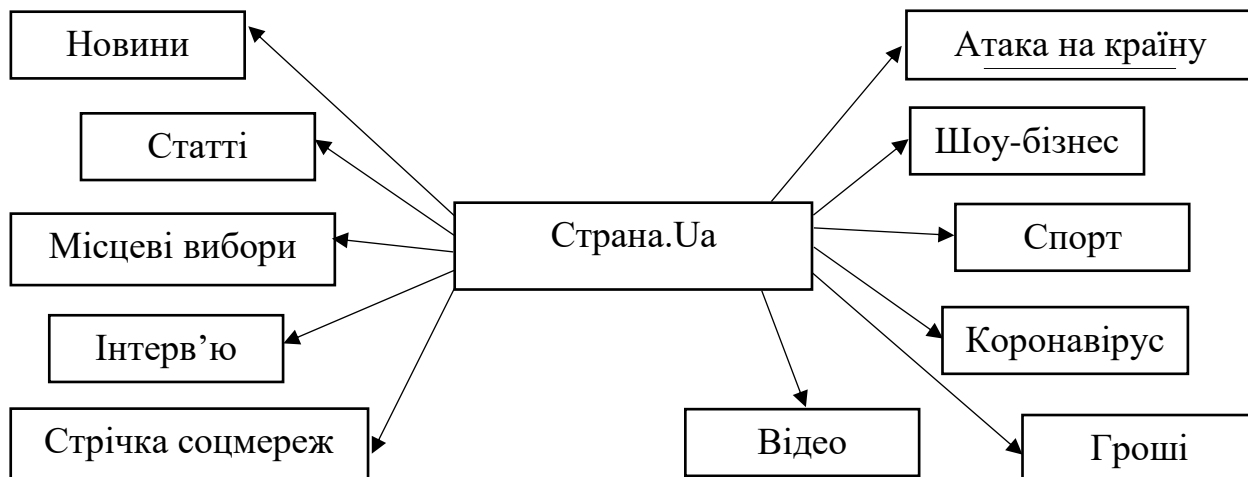 Новини
Атака на країну
Статті
Шоу-бізнес
Місцеві вибори
Страна.Ua
Спорт
Інтерв’ю
Коронавірус
Стрічка соцмереж
Відео
Гроші